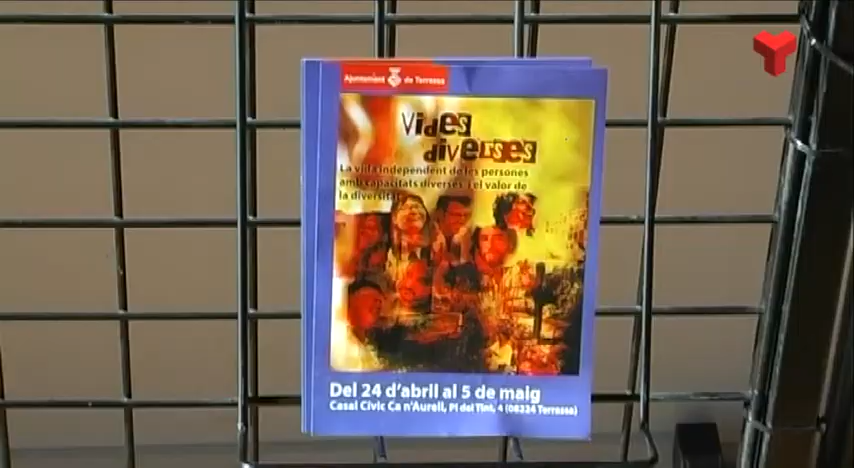 Ajuntament de Terrassa
Vides
diverses
La vida independent de les persones
amb capacitats diverses i el valor de
la diversitat
Del 24 d'abril al 5 de maig
Casal Cívic Ca n'Aurell, Pl del Tint, 4 (08224 Terrassa)